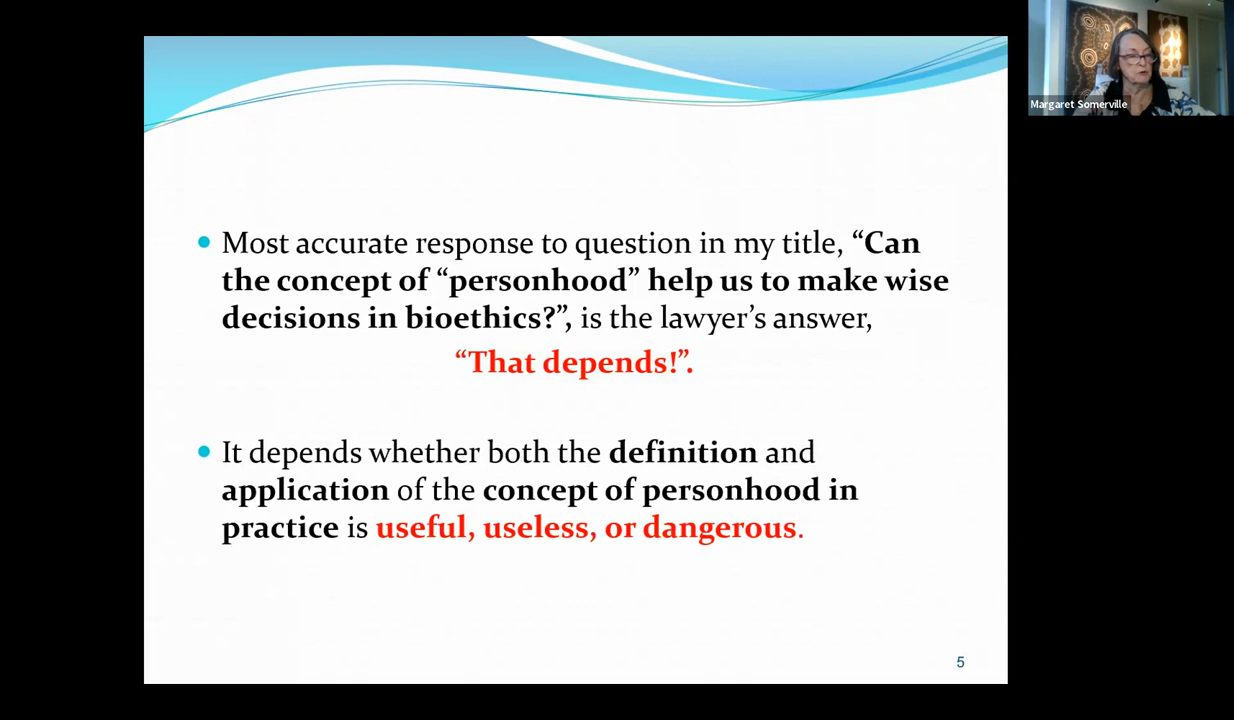 Margaret Somerville
• Most accurate response to question in my title, “Can
the concept of “personhood” help us to make wise
decisions in bioethics?”, is the lawyer’s answer,
“That depends!”.
• It depends whether both the definition and
application of the concept of personhood in
practice is useful, useless, or dangerous.
5